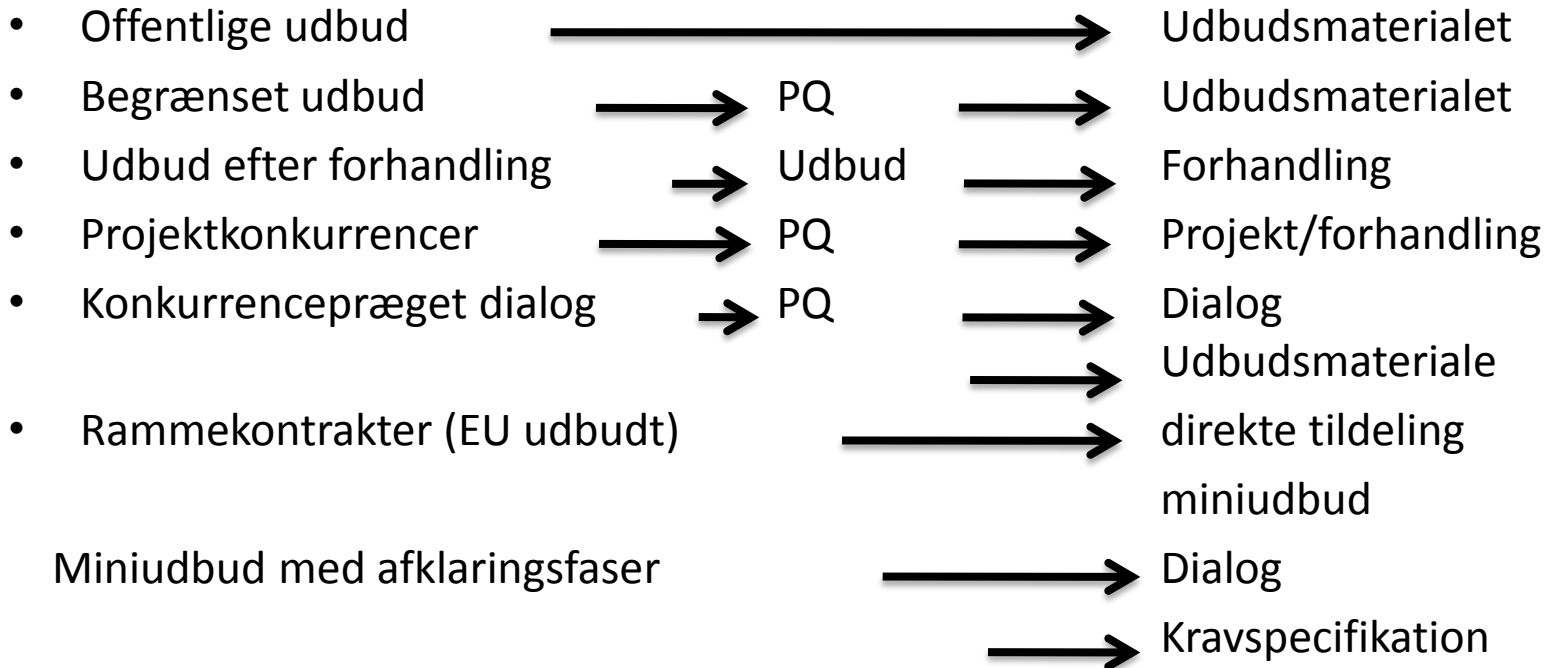 • Offentlige udbud Udbudsmaterialet
• Begrænset udbud PQ Udbudsmaterialet
• Udbud efter forhandling Udbud Forhandling
• Projektkonkurrencer PQ Projekt/forhandling
• Konkurrencepræget dialog PQ Dialog
Udbudsmateriale
• Rammekontrakter (EU udbudt) direkte tildeling
miniudbud
Miniudbud med afklaringsfaser Dialog
Kravspecifikation